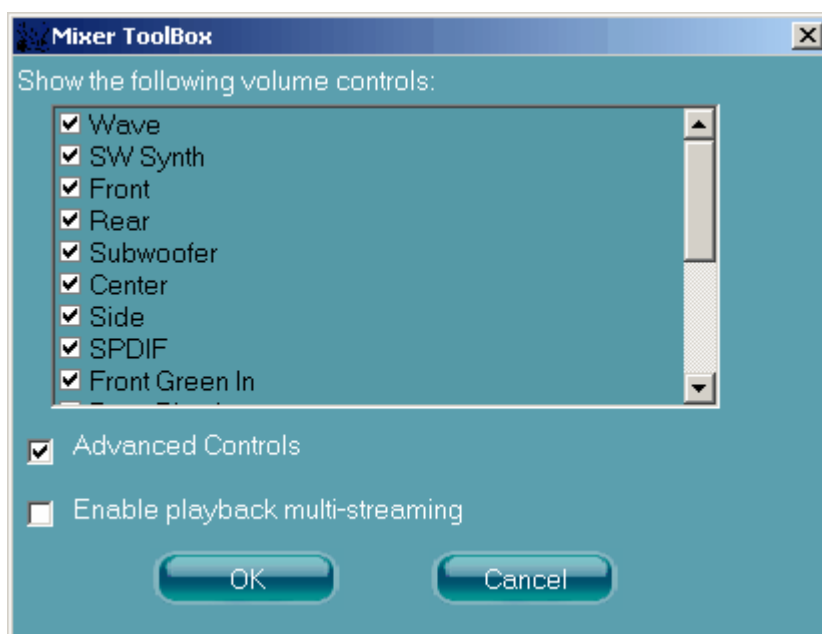 Mixer ToolBox
Show the following volume controls:
Wave
SW Synth
Front
Rear
Subwoofer
Center
Side
SPDIF
Front Green In
Advanced Controls
Enable playback multi-streaming
OK
Cancel